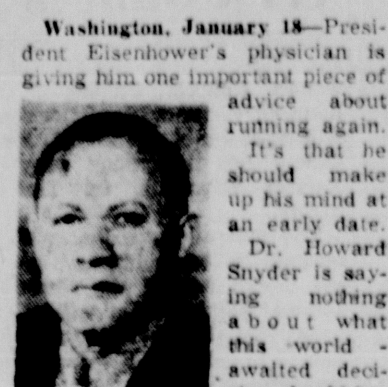 Washington, January 18—Presi-
dent Eisenhower's physician is
giving him one important piece of
advice about
running again.
It's that he
should make
up his mind at
an early date.
Dr. Howard
Snyder is say-
ing nothing
about what
this world -
awaited deci-